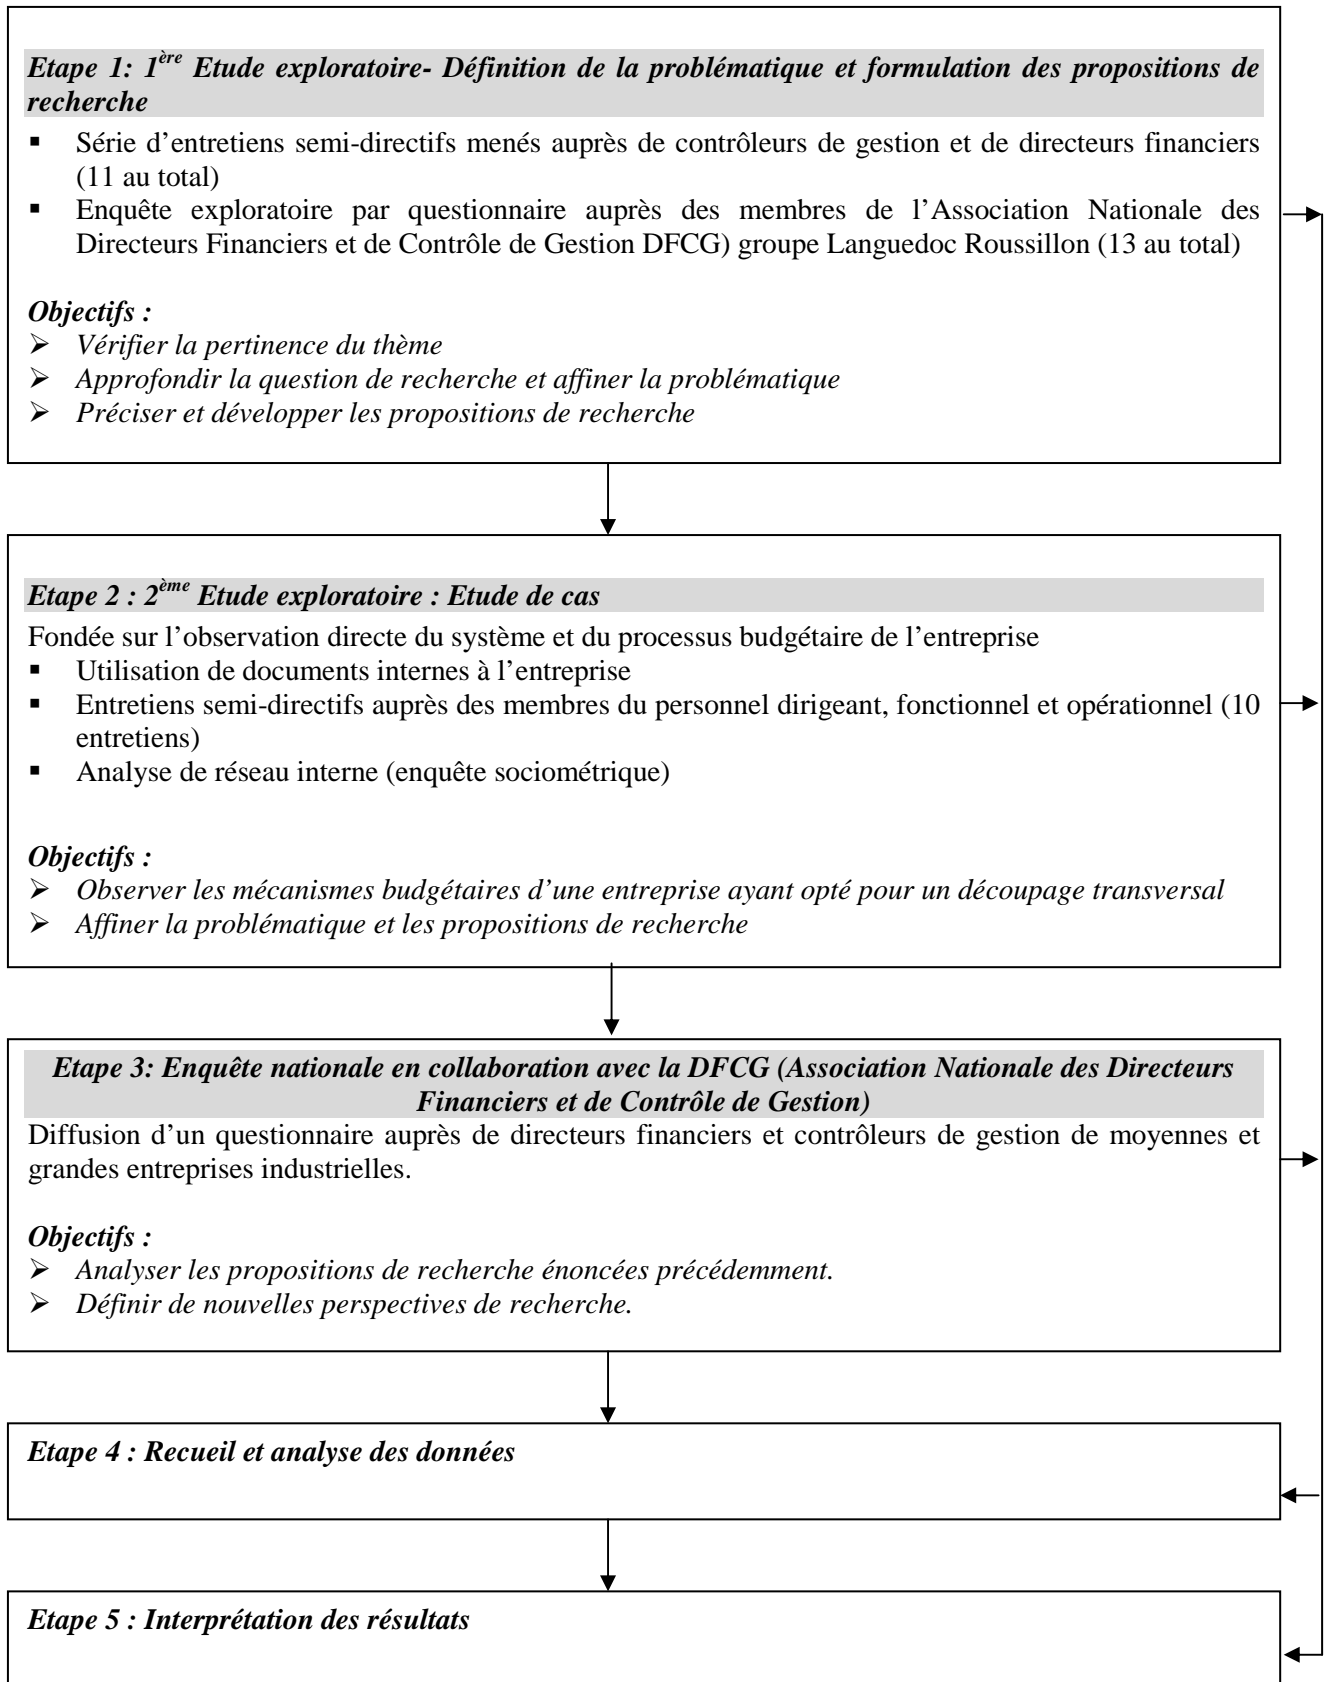 Etape 1: 1ère Etude exploratoire- Définition de la problématique et formulation des propositions de
recherche
▪ Série d’entretiens semi-directifs menés auprès de contrôleurs de gestion et de directeurs financiers
(11 au total)
▪ Enquête exploratoire par questionnaire auprès des membres de l’Association Nationale des
Directeurs Financiers et de Contrôle de Gestion DFCG) groupe Languedoc Roussillon (13 au total)
Objectifs :
➢ Vérifier la pertinence du thème
➢ Approfondir la question de recherche et affiner la problématique
➢ Préciser et développer les propositions de recherche
Etape 2 : 2ème Etude exploratoire : Etude de cas
Fondée sur l’observation directe du système et du processus budgétaire de l’entreprise
▪ Utilisation de documents internes à l’entreprise
▪ Entretiens semi-directifs auprès des membres du personnel dirigeant, fonctionnel et opérationnel (10
entretiens)
▪ Analyse de réseau interne (enquête sociométrique)
Objectifs :
➢ Observer les mécanismes budgétaires d’une entreprise ayant opté pour un découpage transversal
➢ Affiner la problématique et les propositions de recherche
Etape 3: Enquête nationale en collaboration avec la DFCG (Association Nationale des Directeurs
Financiers et de Contrôle de Gestion)
Diffusion d’un questionnaire auprès de directeurs financiers et contrôleurs de gestion de moyennes et
grandes entreprises industrielles.
Objectifs :
➢ Analyser les propositions de recherche énoncées précédemment.
➢ Définir de nouvelles perspectives de recherche.
Etape 4 : Recueil et analyse des données
Etape 5 : Interprétation des résultats